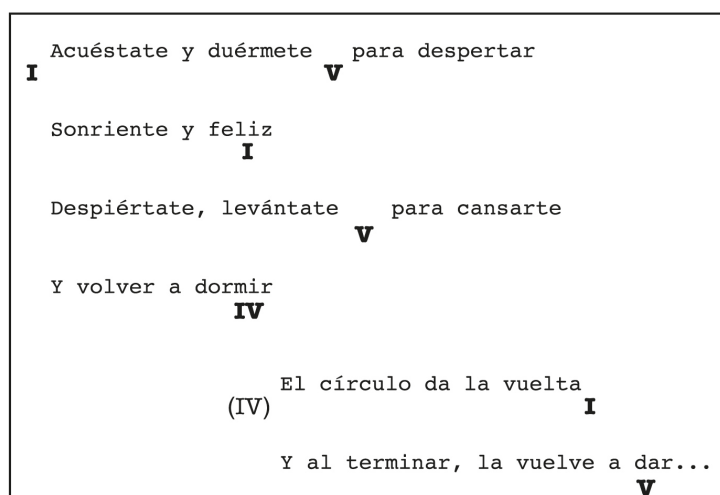 Acuéstate y duérmete para despertar
I V
Sonriente y feliz
I
Despiértate, levántate para cansarte
V
Y volver a dormir
IV
El círculo da la vuelta
(IV) I
Y al terminar, la vuelve a dar...
V